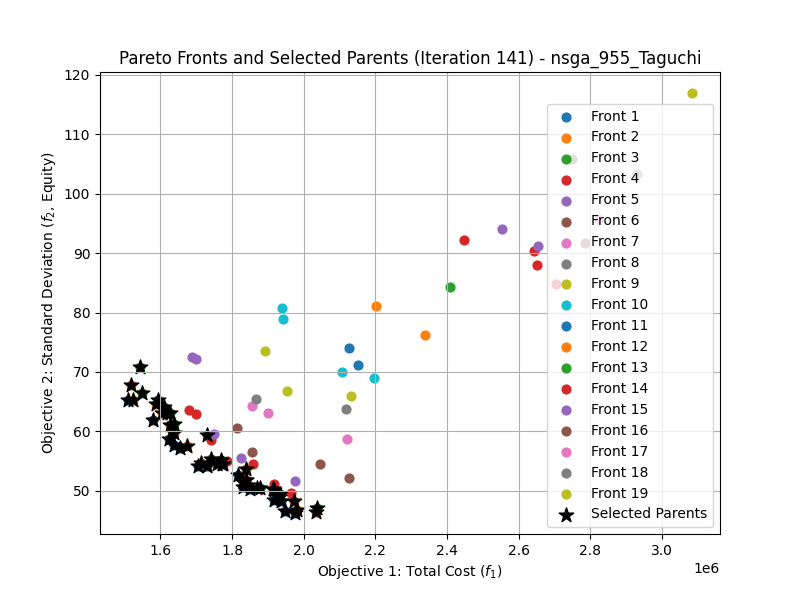 Pareto Fronts and Selected Parents (Iteration 141) - nsga_955_Taguchi
Objective 2: Standard Deviation (f₂, Equity)
120
110
100
90
80
70
60
50
Front 1
Front 2
Front 3
Front 4
Front 5
Front 6
Front 7
Front 8
Front 9
Front 10
Front 11
Front 12
Front 13
Front 14
Front 15
Front 16
Front 17
Front 18
Front 19
Selected Parents
1.6
1.8
2.0
2.2
2.4
2.6
2.8
3.0
1e6
Objective 1: Total Cost (f₁)